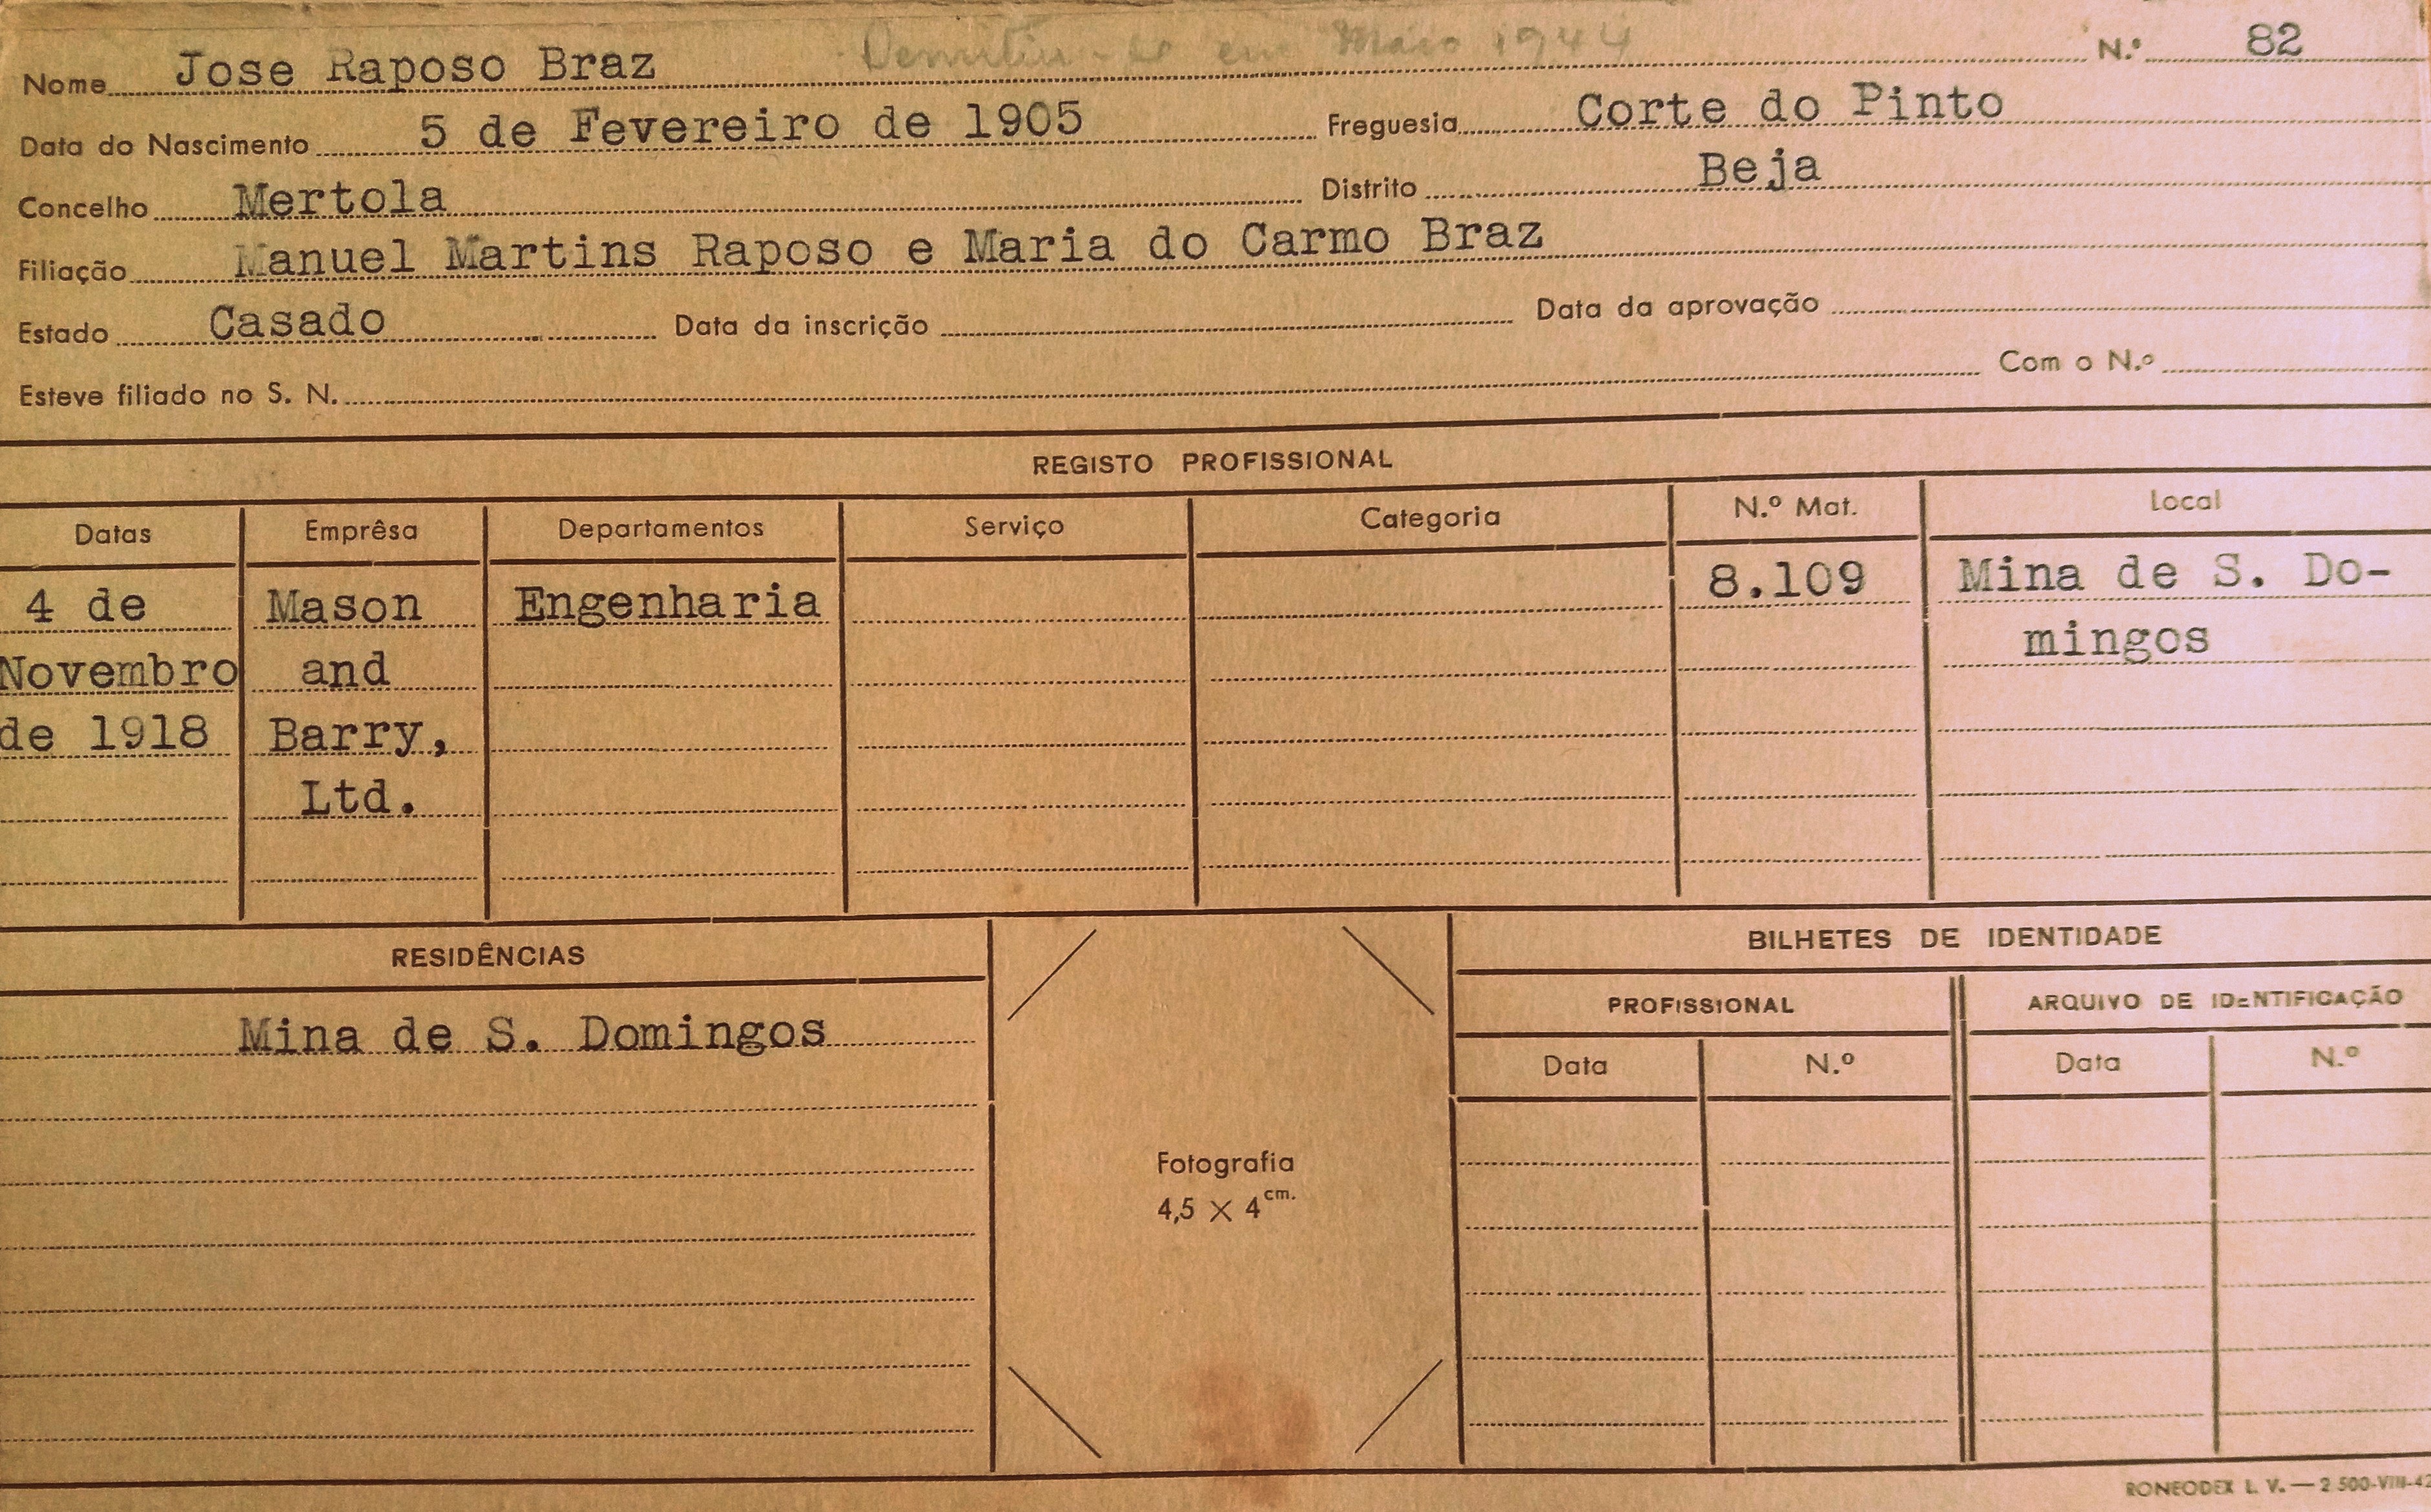 Demitiu-se em Maio 1944
Nome Jose Raposo Braz N.º 82
Data do Nascimento 5 de Fevereiro de 1905 Freguesia Corte do Pinto
Concelho Mertola Distrito Beja
Filiação Manuel Martins Raposo e Maria do Carmo Braz
Estado Casado Data da inscrição Data da aprovação
Esteve filiado no S. N. Com o N.º
REGISTO PROFISSIONAL
Datas Emprêsa Departamentos Serviço Categoria N.º Mat. Local
4 de Mason Engenharia 8.109 Mina de S. Do-
Novembro and mingos
de 1918 Barry,
Ltd.
RESIDÊNCIAS BILHETES DE IDENTIDADE
PROFISSIONAL ARQUIVO DE IDENTIFICAÇÃO
Mina de S. Domingos
Data N.º Data N.º
Fotografia
4,5 X 4 cm.
RONEODEX L. V. — 2 500-VIII-42